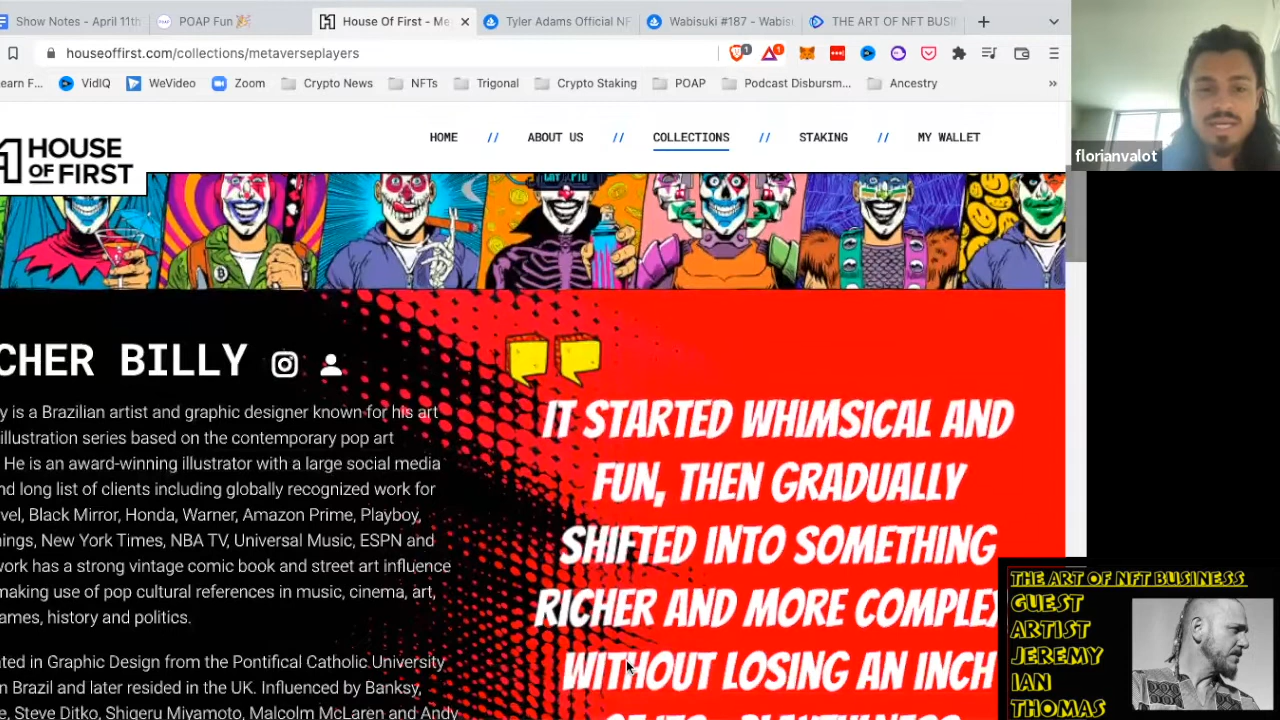 Show Notes - April 11th
POAP Fun 🎉
House Of First - Me
Tyler Adams Official NF
Wabisuki #187 - Wabis
THE ART OF NFT BUSI
houseoffirst.com/collections/metaverseplayers
1
1
earn F...
VidIQ
WeVideo
Zoom
Crypto News
NFTs
Trigonal
Crypto Staking
POAP
Podcast Disbursm...
Ancestry
»
HOUSE
OF FIRST
HOME // ABOUT US // COLLECTIONS // STAKING // MY WALLET
florianvalot
CHER BILLY
y is a Brazilian artist and graphic designer known for his art
illustration series based on the contemporary pop art
He is an award-winning illustrator with a large social media
nd long list of clients including globally recognized work for
vel, Black Mirror, Honda, Warner, Amazon Prime, Playboy,
ings, New York Times, NBA TV, Universal Music, ESPN and
work has a strong vintage comic book and street art influence
making use of pop cultural references in music, cinema, art,
ames, history and politics.
ated in Graphic Design from the Pontifical Catholic University
n Brazil and later resided in the UK. Influenced by Banksy,
, Steve Ditko, Shigeru Miyamoto, Malcolm McLaren and Andy
IT STARTED WHIMSICAL AND
FUN, THEN GRADUALLY
SHIFTED INTO SOMETHING
RICHER AND MORE COMPLEX
WITHOUT LOSING AN INCH
OF ITS PLAYFULNESS
THE ART OF NFT BUSINESS
GUEST
ARTIST
JEREMY
IAN
THOMAS